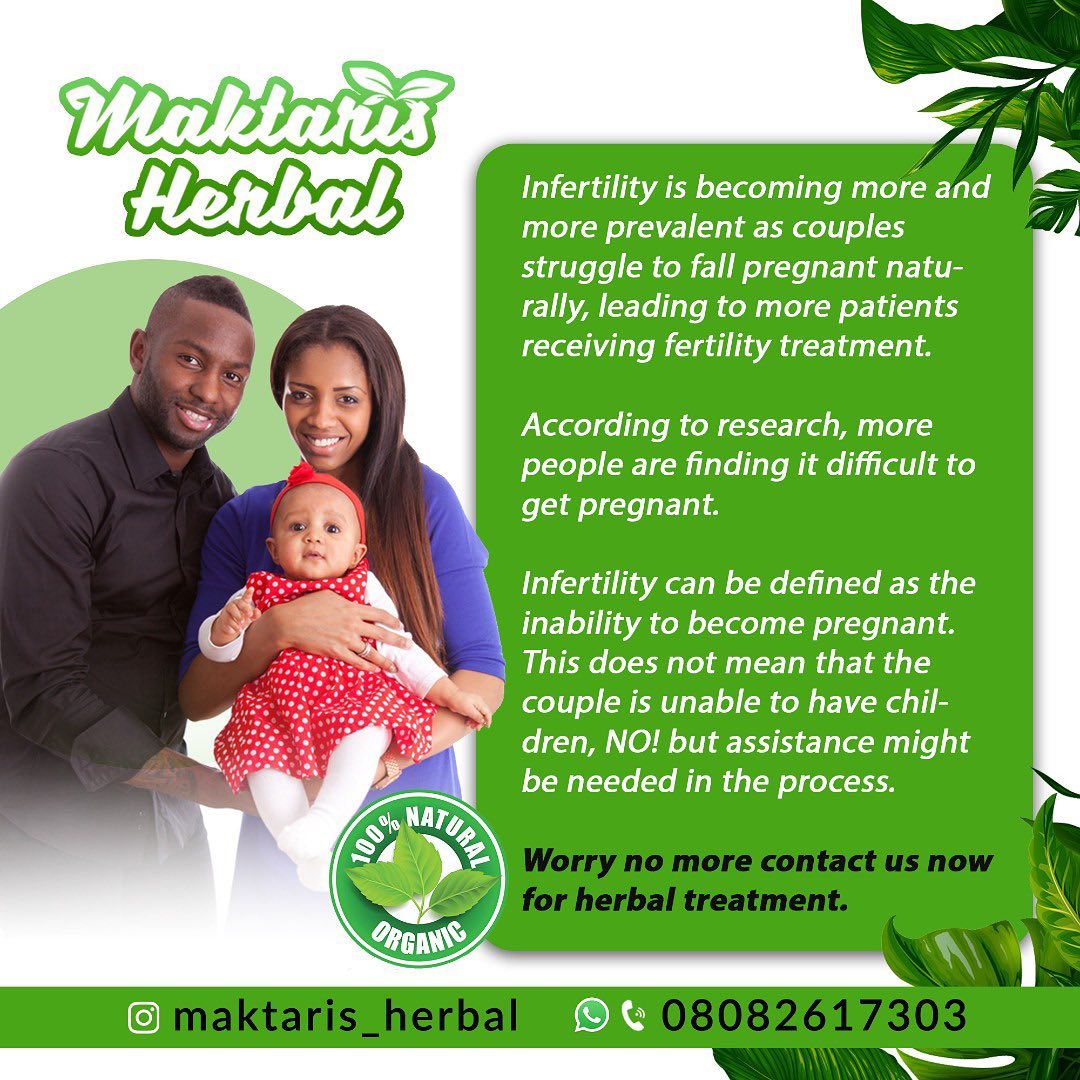 Maktaris
Herbal
Infertility is becoming more and
more prevalent as couples
struggle to fall pregnant natu-
rally, leading to more patients
receiving fertility treatment.
According to research, more
people are finding it difficult to
get pregnant.
Infertility can be defined as the
inability to become pregnant.
This does not mean that the
couple is unable to have chil-
dren, NO! but assistance might
be needed in the process.
Worry no more contact us now
for herbal treatment.
100% NATURAL
ORGANIC
maktaris_herbal
08082617303